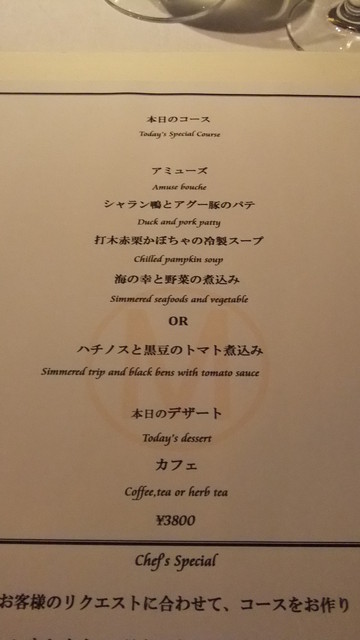 本日のコース
Today's Special Course
アミューズ
Amuse bouche
シャラン鴨とアグー豚のパテ
Duck and pork patty
打木赤栗かぼちゃの冷製スープ
Chilled pampkin soup
海の幸と野菜の煮込み
Simmered seafoods and vegetable
OR
ハチノスと黒豆のトマト煮込み
Simmered trip and black bens with tomato sauce
本日のデザート
Today's dessert
カフェ
Coffee,tea or herb tea
¥3800
Chef's Special
お客様のリクエストに合わせて、コースをお作り